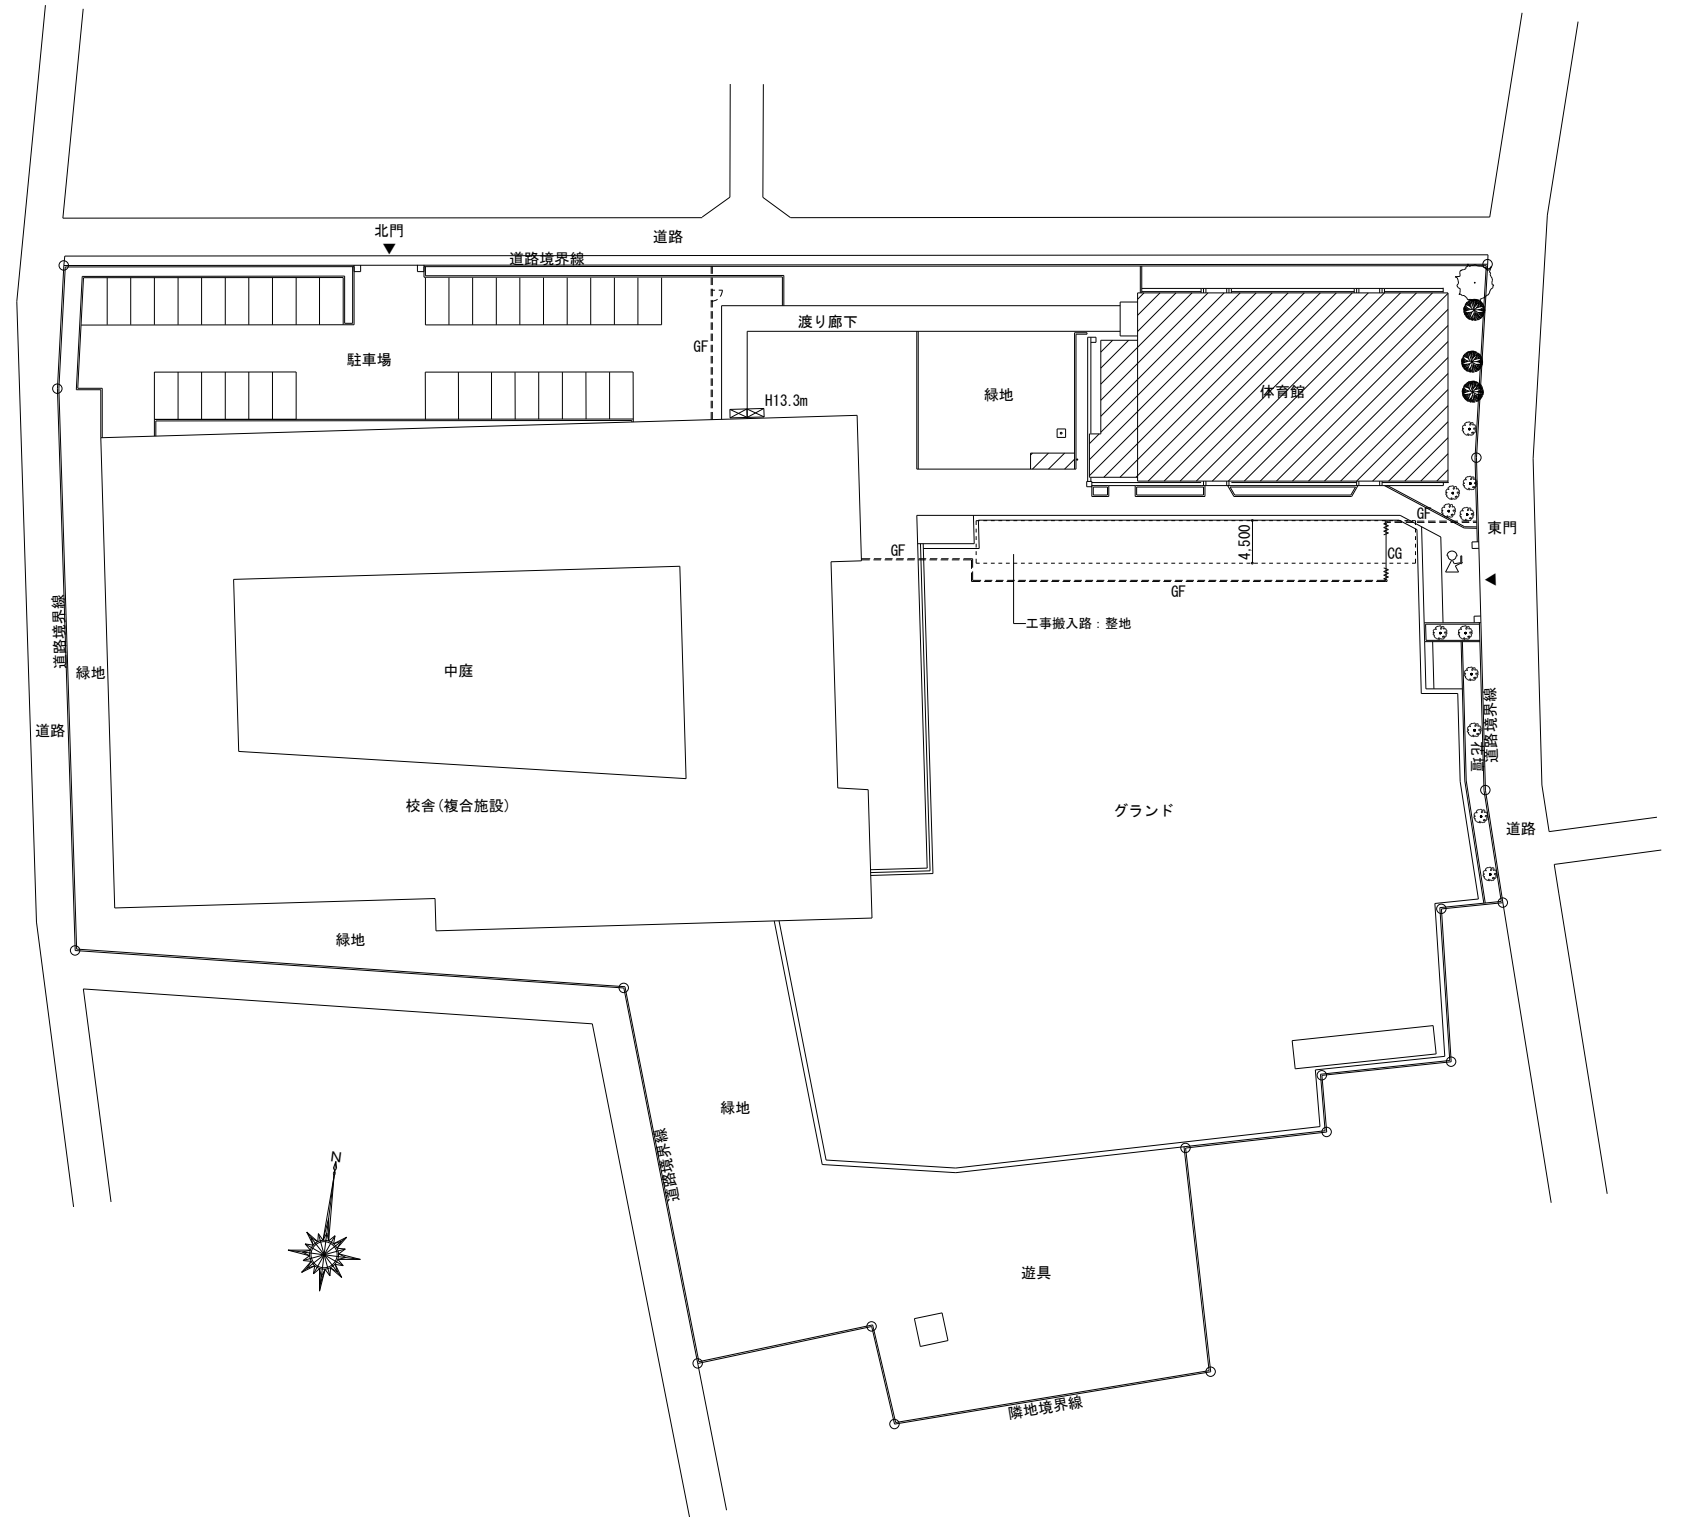 北門
道路
道路境界線
7
渡り廊下
GF
駐車場
H13.3m
緑地
体育館
GF
東門
4,500
GF
CG
GF
工事搬入路：整地
道路境界線
緑地
中庭
道路
道路境界線
花壇
校舎(複合施設)
グランド
道路
緑地
緑地
道路境界線
N
遊具
隣地境界線